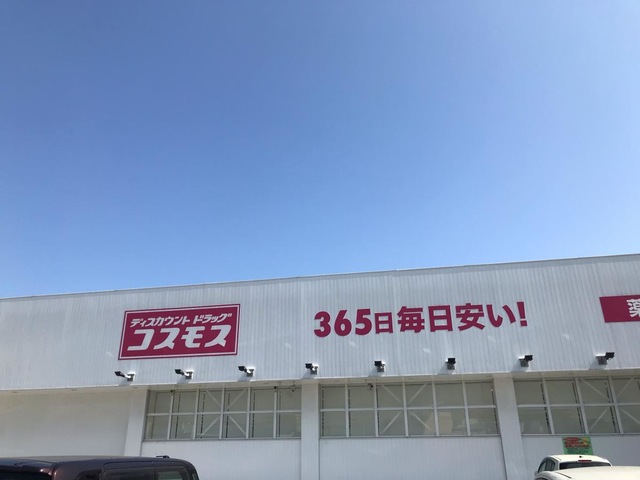 ディスカウント ドラッグ
コスモス
365日毎日安い!
薬